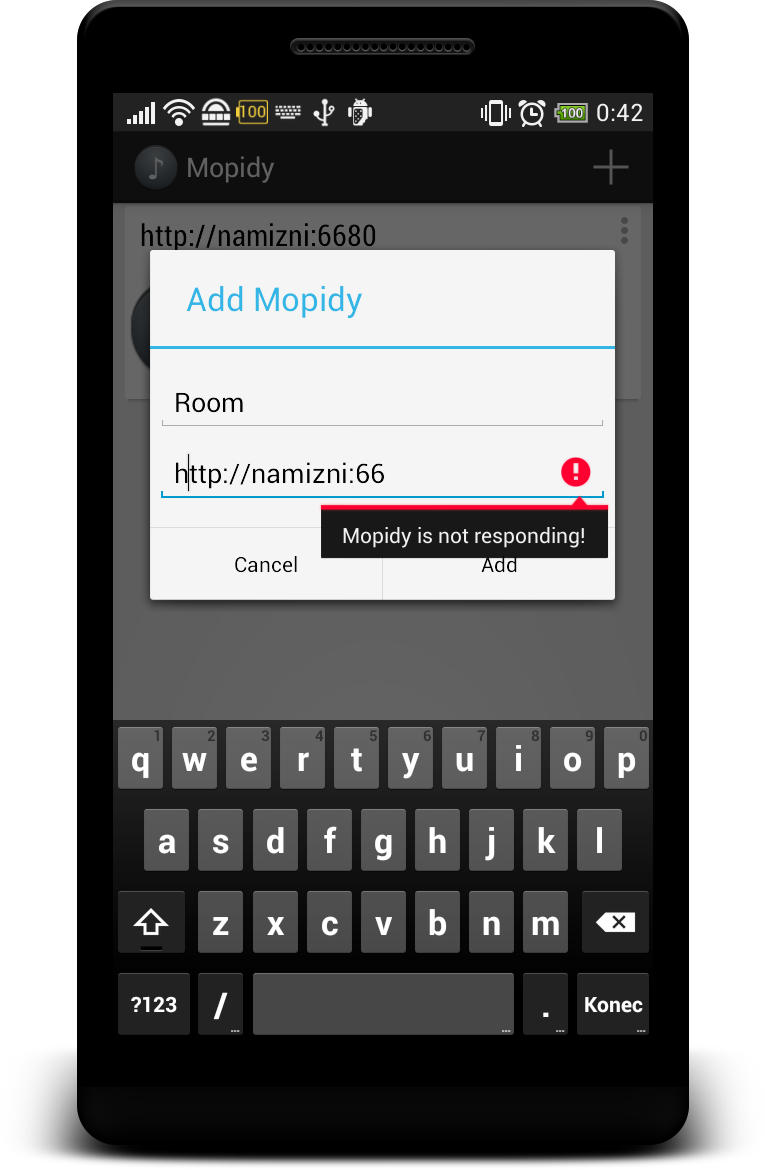 100
100 0:42
Mopidy
http://namizni:6680
Add Mopidy
Room
http://namizni:66
Mopidy is not responding!
Cancel Add
1 2 3 4 5 6 7 8 9 0
q w e r t y u i o p
a s d f g h j k l
z x c v b n m
?123 / . Konec
... ... ... ...